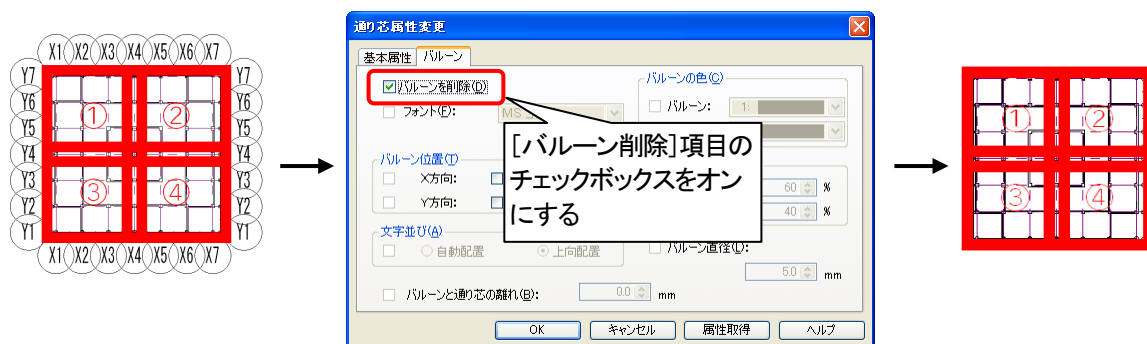 通り芯属性変更
基本属性 バルーン
X1 X2 X3 X4 X5 X6 X7
Y7 Y7
Y6 Y6
Y5 Y5
Y4 Y4
Y3 Y3
Y2 Y2
Y1 Y1
① ②
③ ④
X1 X2 X3 X4 X5 X6 X7
バルーンを削除(D)
フォント(F): MS
バルーンの色(C)
バルーン: 1:
[バルーン削除]項目の
チェックボックスをオン
にする
バルーン位置(T)
X方向: 60 %
Y方向: 40 %
文字並び(A)
自動配置 上向配置
バルーン直径(L):
5.0 mm
バルーンと通り芯の離れ(B): 0.0 mm
OK キャンセル 属性取得 ヘルプ
① ②
③ ④